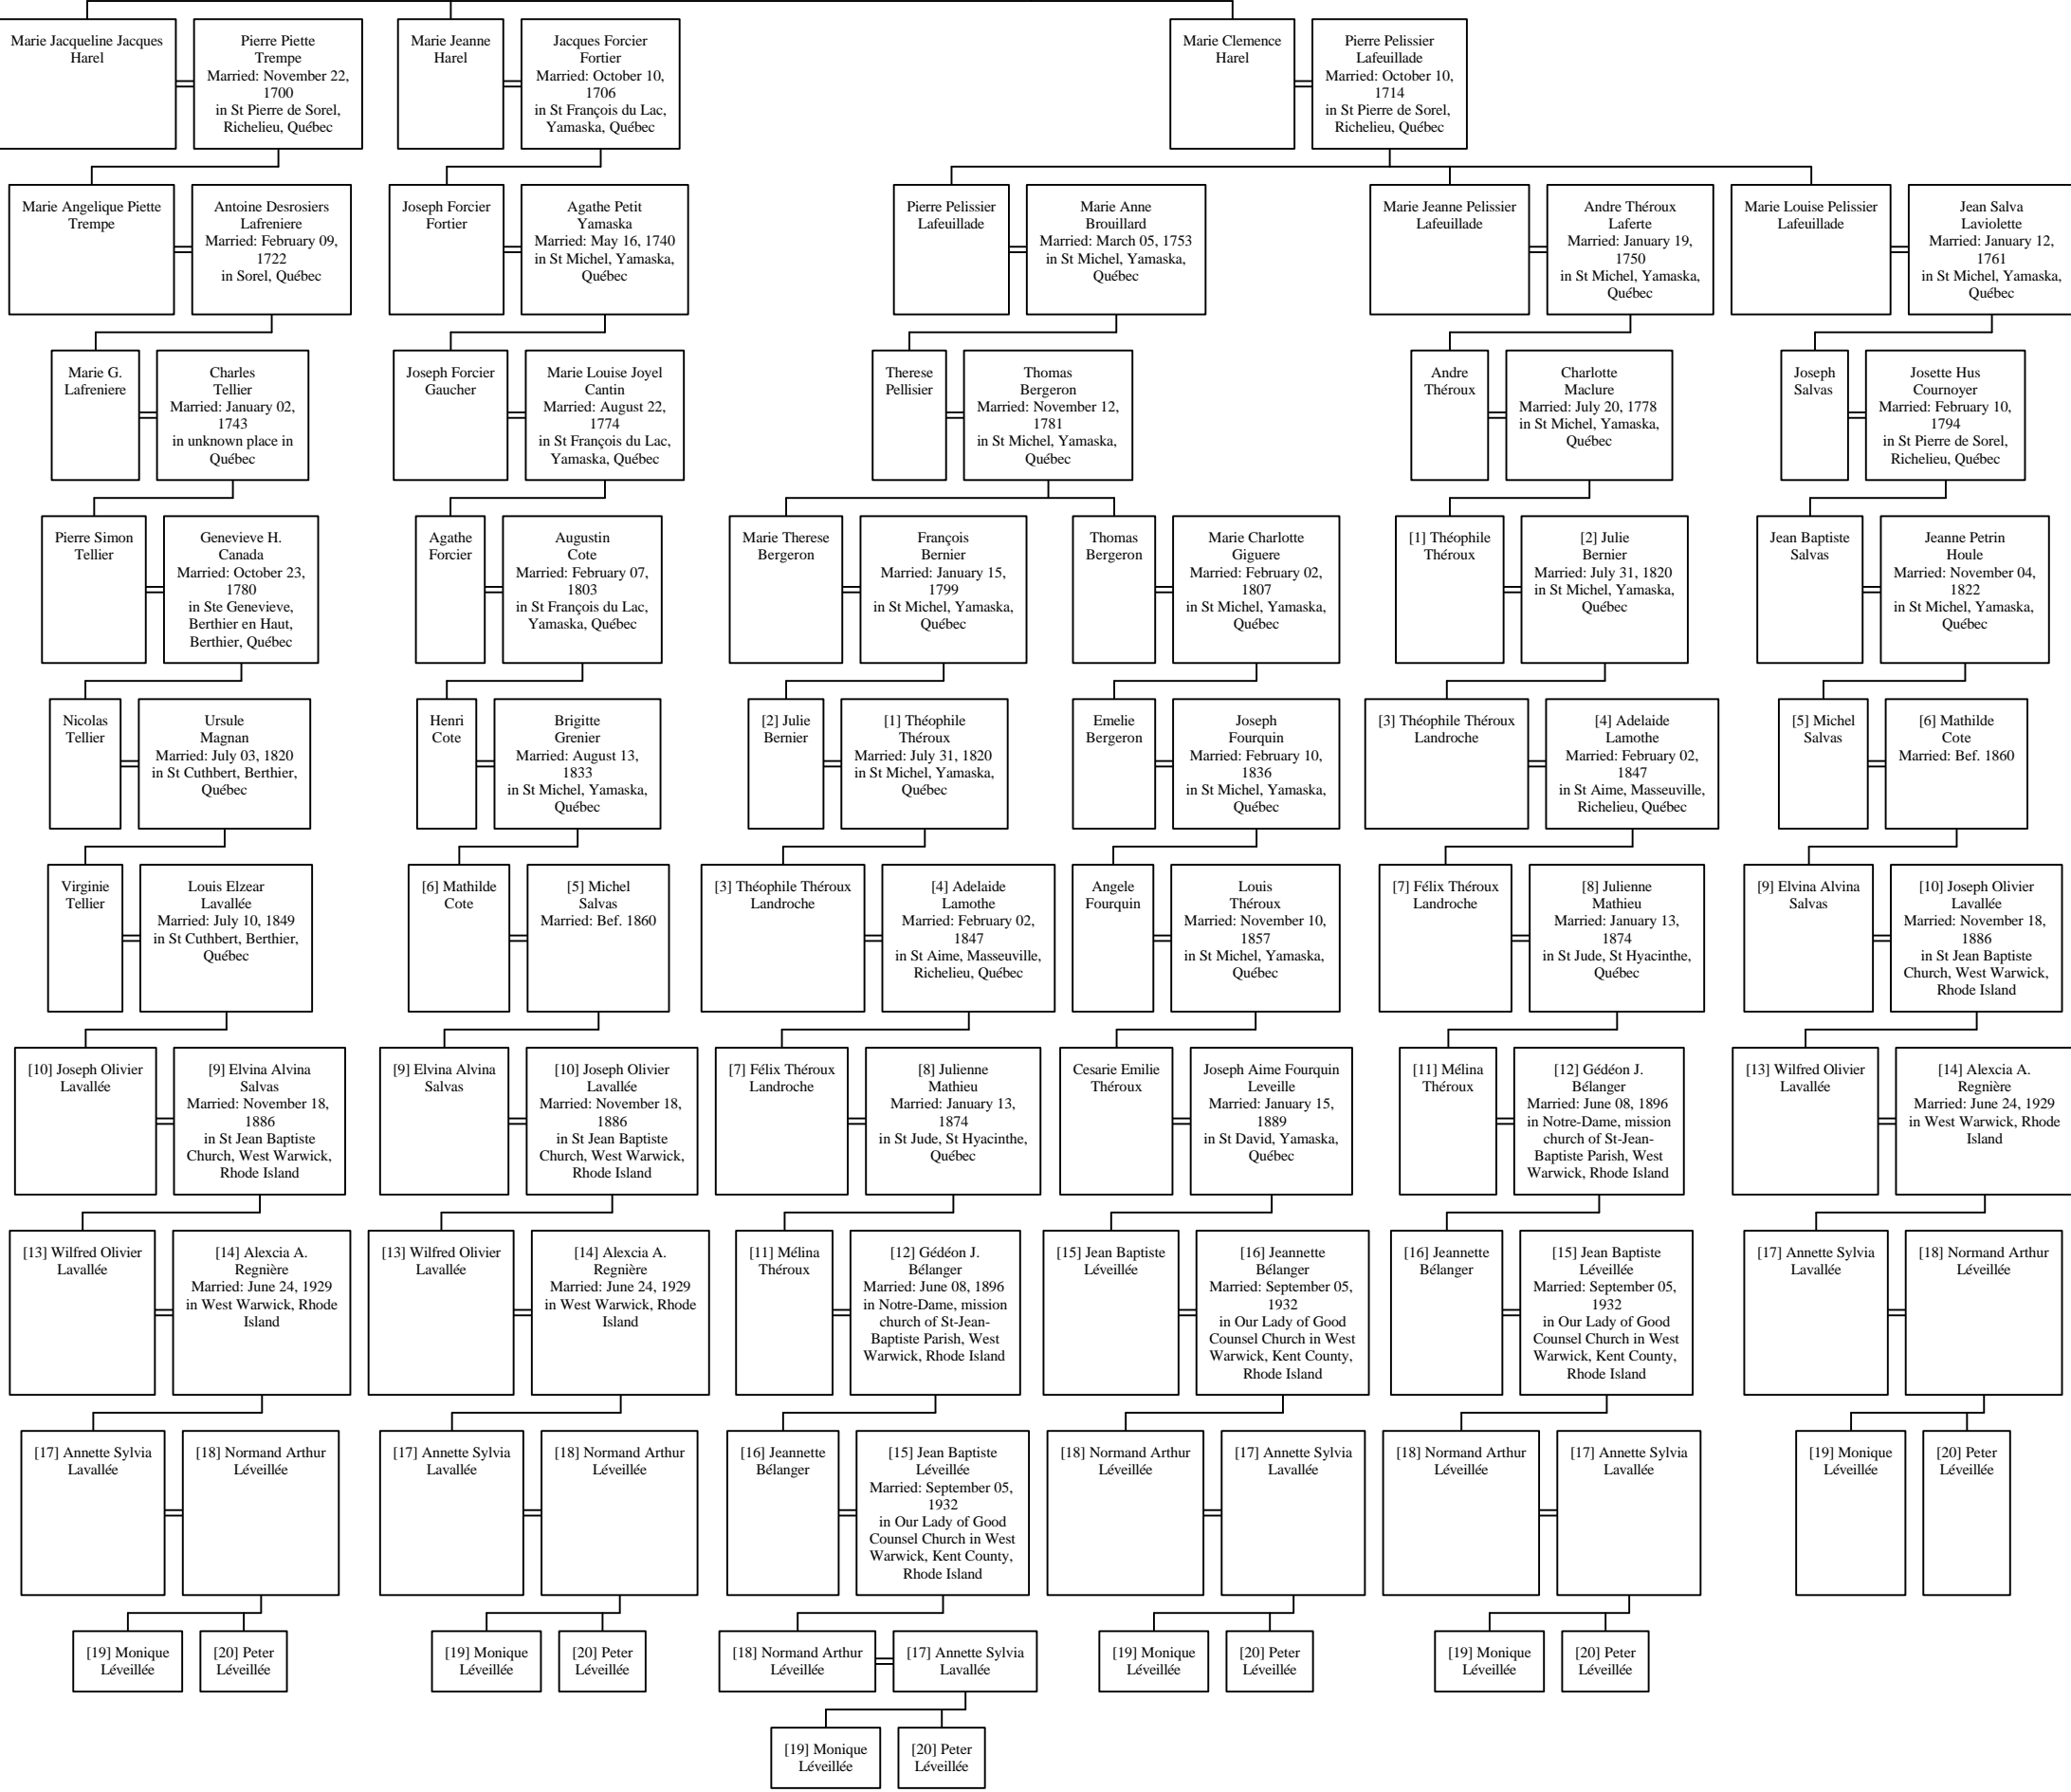 Marie Jacqueline Jacques
Harel
Pierre Piette
Trempe
Married: November 22,
1700
in St Pierre de Sorel,
Richelieu, Québec
Marie Jeanne
Harel
Jacques Forcier
Fortier
Married: October 10,
1706
in St François du Lac,
Yamaska, Québec
Marie Clemence
Harel
Pierre Pelissier
Lafeuillade
Married: October 10,
1714
in St Pierre de Sorel,
Richelieu, Québec
Marie Angelique Piette
Trempe
Antoine Desrosiers
Lafreniere
Married: February 09,
1722
in Sorel, Québec
Joseph Forcier
Fortier
Agathe Petit
Yamaska
Married: May 16, 1740
in St Michel, Yamaska,
Québec
Pierre Pelissier
Lafeuillade
Marie Anne
Brouillard
Married: March 05, 1753
in St Michel, Yamaska,
Québec
Marie Jeanne Pelissier
Lafeuillade
Andre Théroux
Laferte
Married: January 19,
1750
in St Michel, Yamaska,
Québec
Marie Louise Pelissier
Lafeuillade
Jean Salva
Laviolette
Married: January 12,
1761
in St Michel, Yamaska,
Québec
Marie G.
Lafreniere
Charles
Tellier
Married: January 02,
1743
in unknown place in
Québec
Joseph Forcier
Gaucher
Marie Louise Joyel
Cantin
Married: August 22,
1774
in St François du Lac,
Yamaska, Québec
Therese
Pellisier
Thomas
Bergeron
Married: November 12,
1781
in St Michel, Yamaska,
Québec
Andre
Théroux
Charlotte
Maclure
Married: July 20, 1778
in St Michel, Yamaska,
Québec
Joseph
Salvas
Josette Hus
Cournoyer
Married: February 10,
1794
in St Pierre de Sorel,
Richelieu, Québec
Pierre Simon
Tellier
Genevieve H.
Canada
Married: October 23,
1780
in Ste Genevieve,
Berthier en Haut,
Berthier, Québec
Agathe
Forcier
Augustin
Cote
Married: February 07,
1803
in St François du Lac,
Yamaska, Québec
Marie Therese
Bergeron
François
Bernier
Married: January 15,
1799
in St Michel, Yamaska,
Québec
Thomas
Bergeron
Marie Charlotte
Giguere
Married: February 02,
1807
in St Michel, Yamaska,
Québec
[1] Théophile
Théroux
[2] Julie
Bernier
Married: July 31, 1820
in St Michel, Yamaska,
Québec
Jean Baptiste
Salvas
Jeanne Petrin
Houle
Married: November 04,
1822
in St Michel, Yamaska,
Québec
Nicolas
Tellier
Ursule
Magnan
Married: July 03, 1820
in St Cuthbert, Berthier,
Québec
Henri
Cote
Brigitte
Grenier
Married: August 13,
1833
in St Michel, Yamaska,
Québec
[2] Julie
Bernier
[1] Théophile
Théroux
Married: July 31, 1820
in St Michel, Yamaska,
Québec
Emelie
Bergeron
Joseph
Fourquin
Married: February 10,
1836
in St Michel, Yamaska,
Québec
[3] Théophile Théroux
Landroche
[4] Adelaide
Lamothe
Married: February 02,
1847
in St Aime, Masseuville,
Richelieu, Québec
[5] Michel
Salvas
[6] Mathilde
Cote
Married: Bef. 1860
Virginie
Tellier
Louis Elzear
Lavallée
Married: July 10, 1849
in St Cuthbert, Berthier,
Québec
[6] Mathilde
Cote
[5] Michel
Salvas
Married: Bef. 1860
[3] Théophile Théroux
Landroche
[4] Adelaide
Lamothe
Married: February 02,
1847
in St Aime, Masseuville,
Richelieu, Québec
Angele
Fourquin
Louis
Théroux
Married: November 10,
1857
in St Michel, Yamaska,
Québec
[7] Félix Théroux
Landroche
[8] Julienne
Mathieu
Married: January 13,
1874
in St Jude, St Hyacinthe,
Québec
[9] Elvina Alvina
Salvas
[10] Joseph Olivier
Lavallée
Married: November 18,
1886
in St Jean Baptiste
Church, West Warwick,
Rhode Island
[10] Joseph Olivier
Lavallée
[9] Elvina Alvina
Salvas
Married: November 18,
1886
in St Jean Baptiste
Church, West Warwick,
Rhode Island
[9] Elvina Alvina
Salvas
[10] Joseph Olivier
Lavallée
Married: November 18,
1886
in St Jean Baptiste
Church, West Warwick,
Rhode Island
[7] Félix Théroux
Landroche
[8] Julienne
Mathieu
Married: January 13,
1874
in St Jude, St Hyacinthe,
Québec
Cesarie Emilie
Théroux
Joseph Aime Fourquin
Leveille
Married: January 15,
1889
in St David, Yamaska,
Québec
[11] Mélina
Théroux
[12] Gédéon J.
Bélanger
Married: June 08, 1896
in Notre-Dame, mission
church of St-Jean-
Baptiste Parish, West
Warwick, Rhode Island
[13] Wilfred Olivier
Lavallée
[14] Alexcia A.
Regnière
Married: June 24, 1929
in West Warwick, Rhode
Island
[13] Wilfred Olivier
Lavallée
[14] Alexcia A.
Regnière
Married: June 24, 1929
in West Warwick, Rhode
Island
[13] Wilfred Olivier
Lavallée
[14] Alexcia A.
Regnière
Married: June 24, 1929
in West Warwick, Rhode
Island
[11] Mélina
Théroux
[12] Gédéon J.
Bélanger
Married: June 08, 1896
in Notre-Dame, mission
church of St-Jean-
Baptiste Parish, West
Warwick, Rhode Island
[15] Jean Baptiste
Léveillée
[16] Jeannette
Bélanger
Married: September 05,
1932
in Our Lady of Good
Counsel Church in West
Warwick, Kent County,
Rhode Island
[16] Jeannette
Bélanger
[15] Jean Baptiste
Léveillée
Married: September 05,
1932
in Our Lady of Good
Counsel Church in West
Warwick, Kent County,
Rhode Island
[17] Annette Sylvia
Lavallée
[18] Normand Arthur
Léveillée
[17] Annette Sylvia
Lavallée
[18] Normand Arthur
Léveillée
[17] Annette Sylvia
Lavallée
[18] Normand Arthur
Léveillée
[16] Jeannette
Bélanger
[15] Jean Baptiste
Léveillée
Married: September 05,
1932
in Our Lady of Good
Counsel Church in West
Warwick, Kent County,
Rhode Island
[18] Normand Arthur
Léveillée
[17] Annette Sylvia
Lavallée
[18] Normand Arthur
Léveillée
[17] Annette Sylvia
Lavallée
[19] Monique
Léveillée
[20] Peter
Léveillée
[19] Monique
Léveillée
[20] Peter
Léveillée
[19] Monique
Léveillée
[20] Peter
Léveillée
[18] Normand Arthur
Léveillée
[17] Annette Sylvia
Lavallée
[19] Monique
Léveillée
[20] Peter
Léveillée
[19] Monique
Léveillée
[20] Peter
Léveillée
[19] Monique
Léveillée
[20] Peter
Léveillée